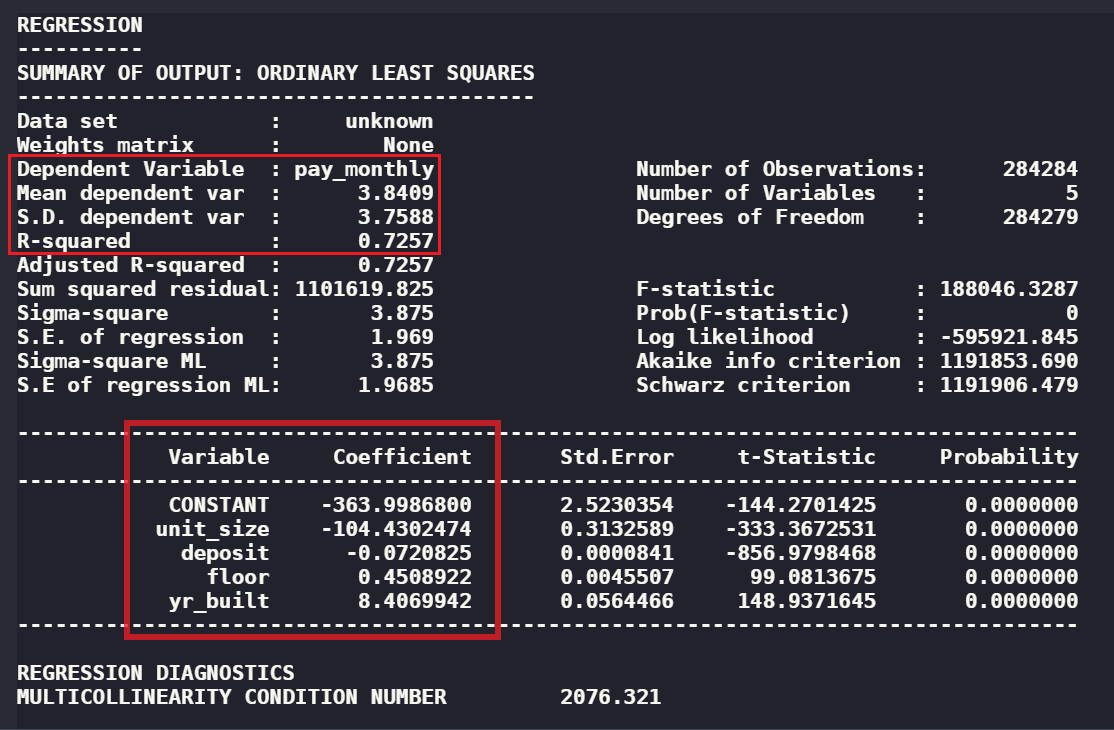 REGRESSION
----------
SUMMARY OF OUTPUT: ORDINARY LEAST SQUARES
-----------------------------------------
Data set            :     unknown
Weights matrix      :        None
Dependent Variable  : pay_monthly                Number of Observations:      284284
Mean dependent var  :      3.8409                Number of Variables   :           5
S.D. dependent var  :      3.7588                Degrees of Freedom    :      284279
R-squared           :      0.7257
Adjusted R-squared  :      0.7257
Sum squared residual: 1101619.825                F-statistic           : 188046.3287
Sigma-square        :       3.875                Prob(F-statistic)     :           0
S.E. of regression  :       1.969                Log likelihood        : -595921.845
Sigma-square ML     :       3.875                Akaike info criterion : 1191853.690
S.E of regression ML:      1.9685                Schwarz criterion     : 1191906.479

------------------------------------------------------------------------------------
            Variable     Coefficient       Std.Error     t-Statistic     Probability
------------------------------------------------------------------------------------
            CONSTANT    -363.9986800       2.5230354    -144.2701425       0.0000000
           unit_size    -104.4302474       0.3132589    -333.3672531       0.0000000
             deposit      -0.0720825       0.0000841    -856.9798468       0.0000000
               floor       0.4508922       0.0045507      99.0813675       0.0000000
            yr_built       8.4069942       0.0564466     148.9371645       0.0000000
------------------------------------------------------------------------------------

REGRESSION DIAGNOSTICS
MULTICOLLINEARITY CONDITION NUMBER         2076.321